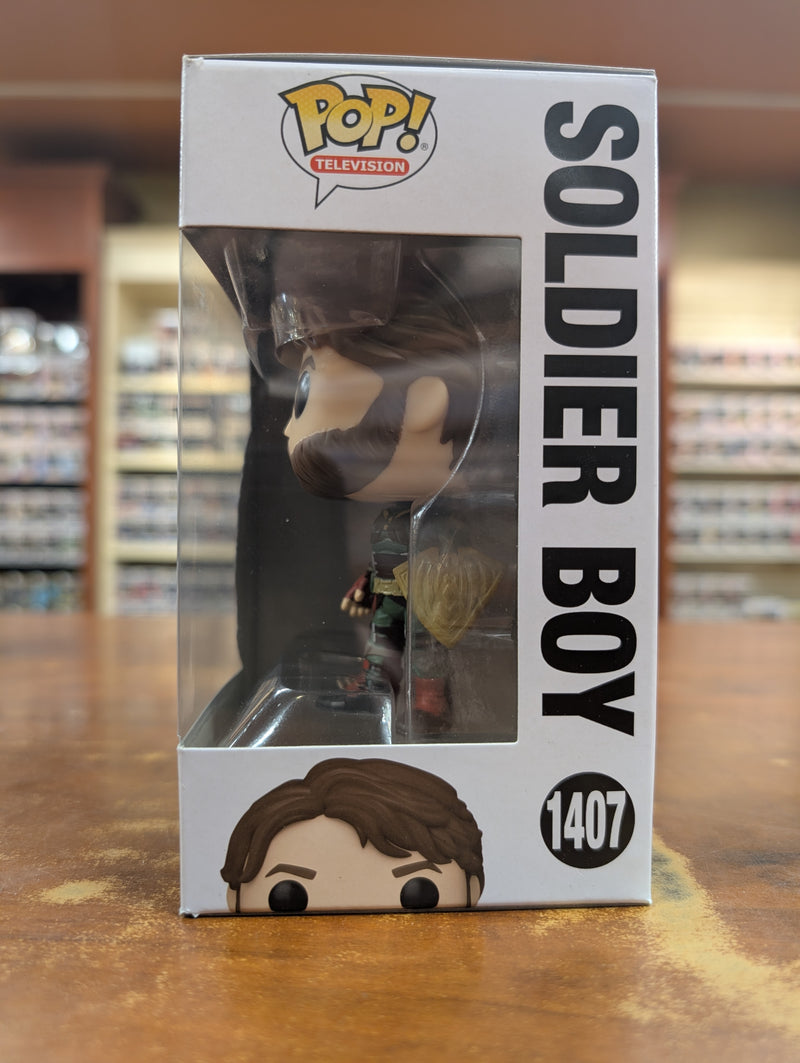 POP!®
TELEVISION
SOLDIER BOY
1407